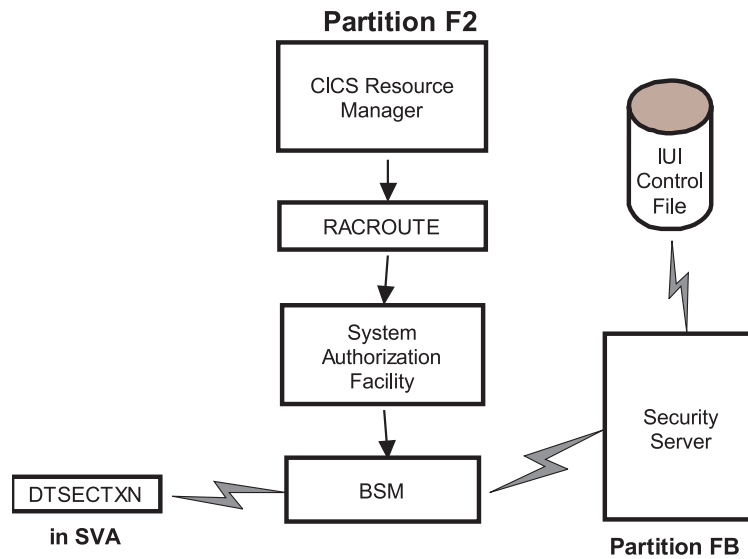 Partition F2
CICS Resource
Manager
IUI
Control
File
RACROUTE
System
Authorization
Facility
Security
Server
BSM
DTSECTXN
in SVA
Partition FB